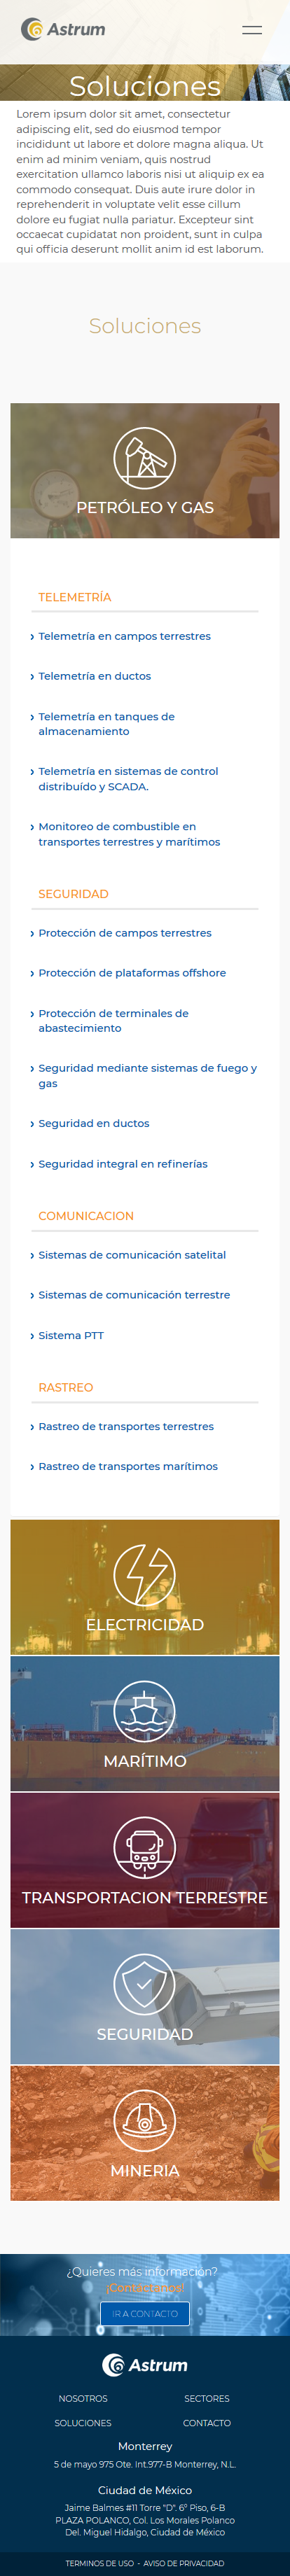 Astrum
Soluciones
Lorem ipsum dolor sit amet, consectetur
adipiscing elit, sed do eiusmod tempor
incididunt ut labore et dolore magna aliqua. Ut
enim ad minim veniam, quis nostrud
exercitation ullamco laboris nisi ut aliquip ex ea
commodo consequat. Duis aute irure dolor in
reprehenderit in voluptate velit esse cillum
dolore eu fugiat nulla pariatur. Excepteur sint
occaecat cupidatat non proident, sunt in culpa
qui officia deserunt mollit anim id est laborum.
Soluciones
PETRÓLEO Y GAS
TELEMETRÍA
› Telemetría en campos terrestres
› Telemetría en ductos
› Telemetría en tanques de
almacenamiento
› Telemetría en sistemas de control
distribuído y SCADA.
› Monitoreo de combustible en
transportes terrestres y marítimos
SEGURIDAD
› Protección de campos terrestres
› Protección de plataformas offshore
› Protección de terminales de
abastecimiento
› Seguridad mediante sistemas de fuego y
gas
› Seguridad en ductos
› Seguridad integral en refinerías
COMUNICACION
› Sistemas de comunicación satelital
› Sistemas de comunicación terrestre
› Sistema PTT
RASTREO
› Rastreo de transportes terrestres
› Rastreo de transportes marítimos
ELECTRICIDAD
MARÍTIMO
TRANSPORTACION TERRESTRE
SEGURIDAD
MINERIA
¿Quieres más información?
¡Contáctanos!
IR A CONTACTO
Astrum
NOSOTROS SECTORES
SOLUCIONES CONTACTO
Monterrey
5 de mayo 975 Ote. Int.977-B Monterrey, N.L.
Ciudad de México
Jaime Balmes #11 Torre "D". 6º Piso, 6-B
PLAZA POLANCO, Col. Los Morales Polanco
Del. Miguel Hidalgo, Ciudad de México
TERMINOS DE USO - AVISO DE PRIVACIDAD